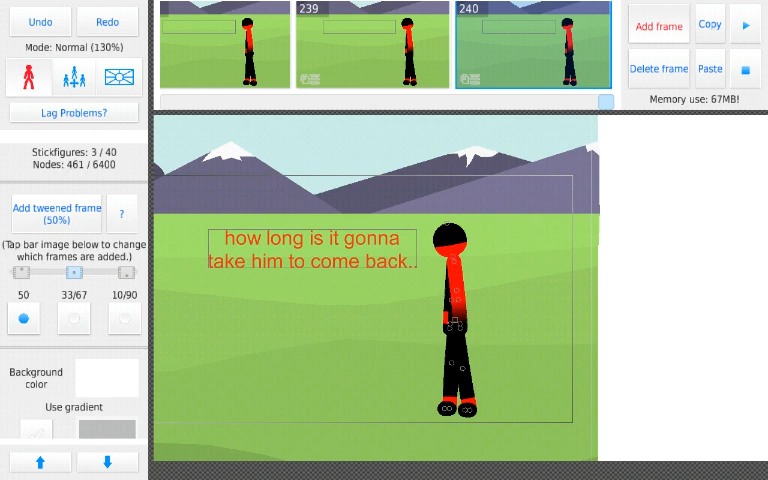 Undo
Redo
Mode: Normal (130%)
Lag Problems?
Stickfigures: 3 / 40
Nodes: 461 / 6400
Add tweened frame
(50%)
?
(Tap bar image below to change
which frames are added.)
50
33/67
10/90
Background
color
Use gradient
239
240
Add frame
Copy
Delete frame
Paste
Memory use: 67MB!
how long is it gonna
take him to come back..